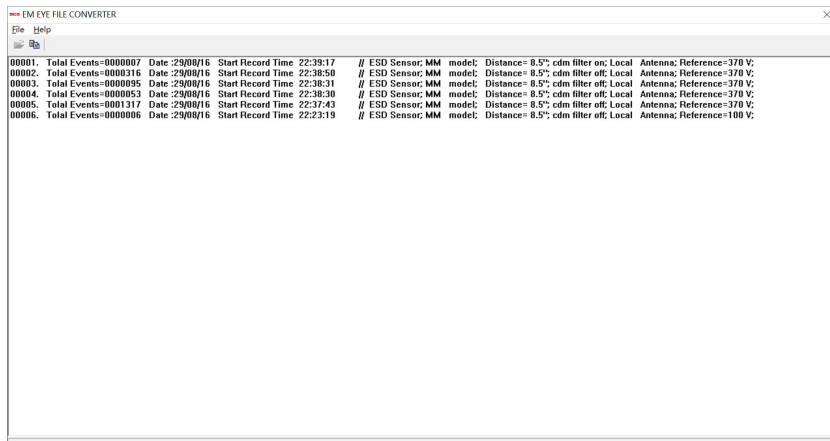 EM EYE FILE CONVERTER
File Help
00001. Tolal Events=0000007 Date :29/08/16 Start Record Time 22:39:17 // ESD Sensor; MM model; Distance= 8.5"; cdm filter on; Local Antenna; Reference=370 V;
00002. Tolal Events=0000316 Date :29/08/16 Start Record Time 22:38:50 // ESD Sensor; MM model; Distance= 8.5"; cdm filter off; Local Antenna; Reference=370 V;
00003. Tolal Events=0000095 Date :29/08/16 Start Record Time 22:38:31 // ESD Sensor; MM model; Distance= 8.5"; cdm filter off; Local Antenna; Reference=370 V;
00004. Tolal Events=0000053 Date :29/08/16 Start Record Time 22:38:30 // ESD Sensor; MM model; Distance= 8.5"; cdm filter off; Local Antenna; Reference=370 V;
00005. Tolal Events=0001317 Date :29/08/16 Start Record Time 22:37:43 // ESD Sensor; MM model; Distance= 8.5"; cdm filter off; Local Antenna; Reference=370 V;
00006. Tolal Events=0000006 Date :29/08/16 Start Record Time 22:23:19 // ESD Sensor; MM model; Distance= 8.5"; cdm filter off; Local Antenna; Reference=100 V;